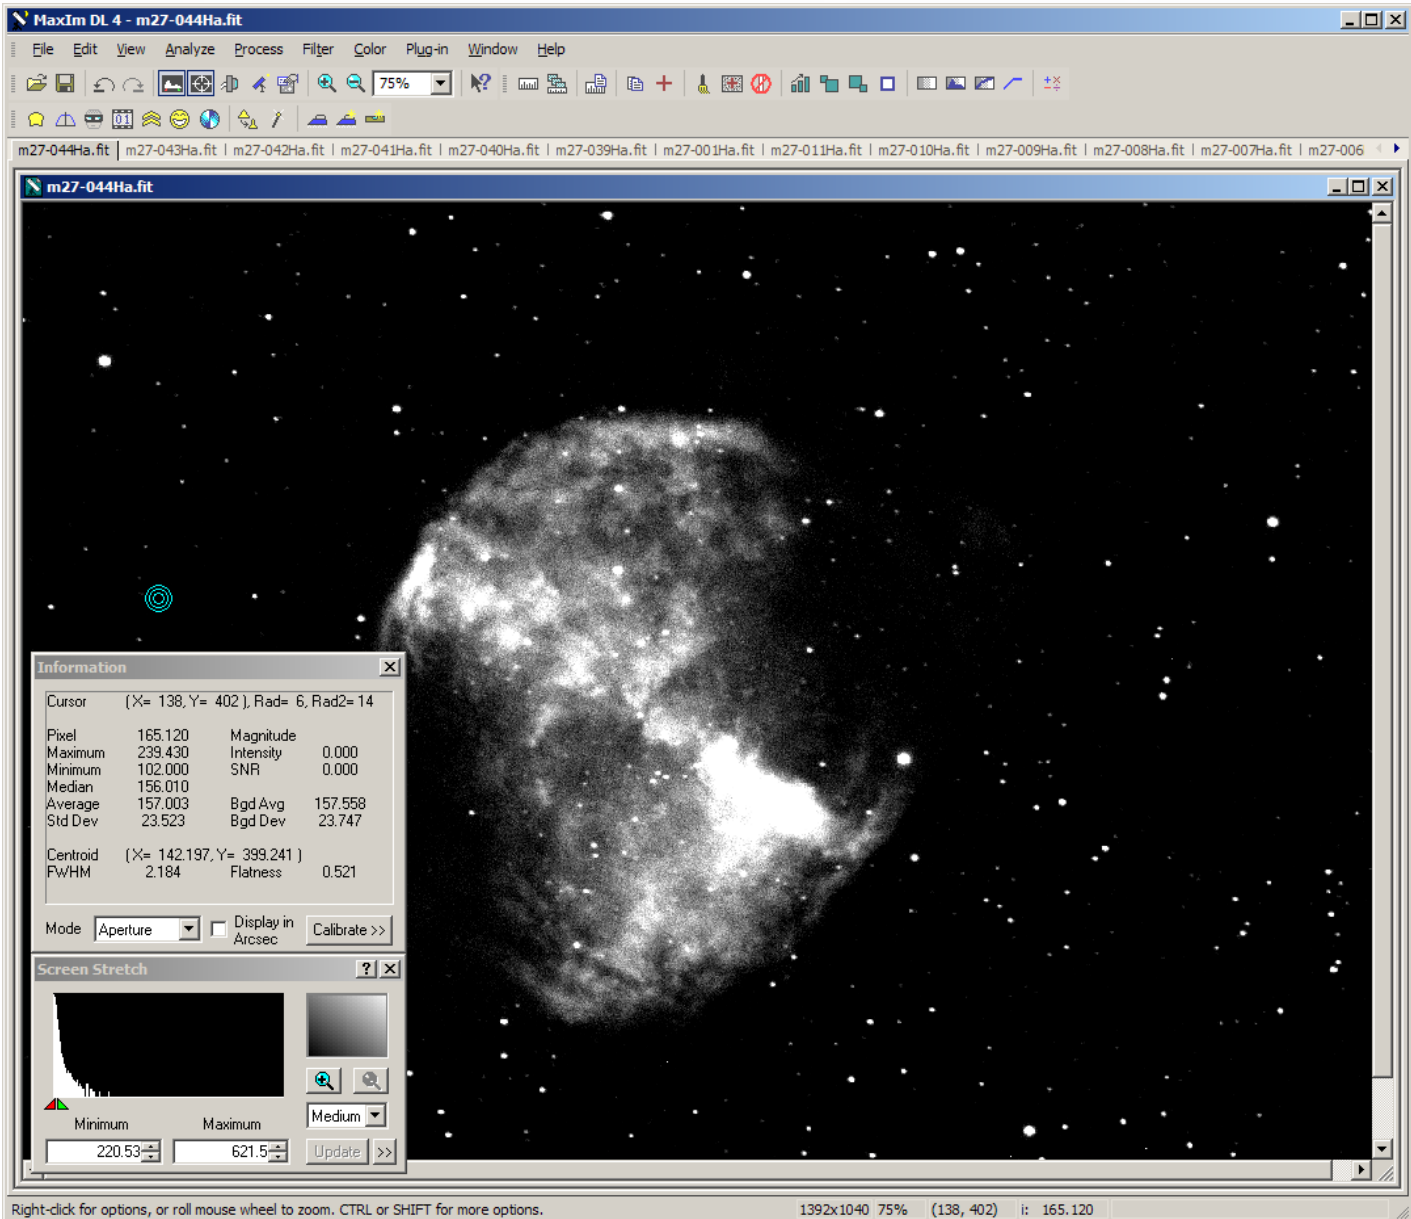 MaxIm DL 4 - m27-044Ha.fit
File Edit View Analyze Process Filter Color Plug-in Window Help
75%
m27-044Ha.fit | m27-043Ha.fit | m27-042Ha.fit | m27-041Ha.fit | m27-040Ha.fit | m27-039Ha.fit | m27-001Ha.fit | m27-011Ha.fit | m27-010Ha.fit | m27-009Ha.fit | m27-008Ha.fit | m27-007Ha.fit | m27-006
m27-044Ha.fit
Information
Cursor (X= 138, Y= 402 ), Rad= 6, Rad2= 14
Pixel 165.120 Magnitude
Maximum 239.430 Intensity 0.000
Minimum 102.000 SNR 0.000
Median 156.010
Average 157.003 Bgd Avg 157.558
Std Dev 23.523 Bgd Dev 23.747
Centroid (X= 142.197, Y= 399.241 )
FWHM 2.184 Flatness 0.521
Mode Aperture Display in Arcsec Calibrate >>
Screen Stretch
Medium
Minimum Maximum
220.53 621.5 Update >>
Right-click for options, or roll mouse wheel to zoom. CTRL or SHIFT for more options. 1392x1040 75% (138, 402) i: 165.120